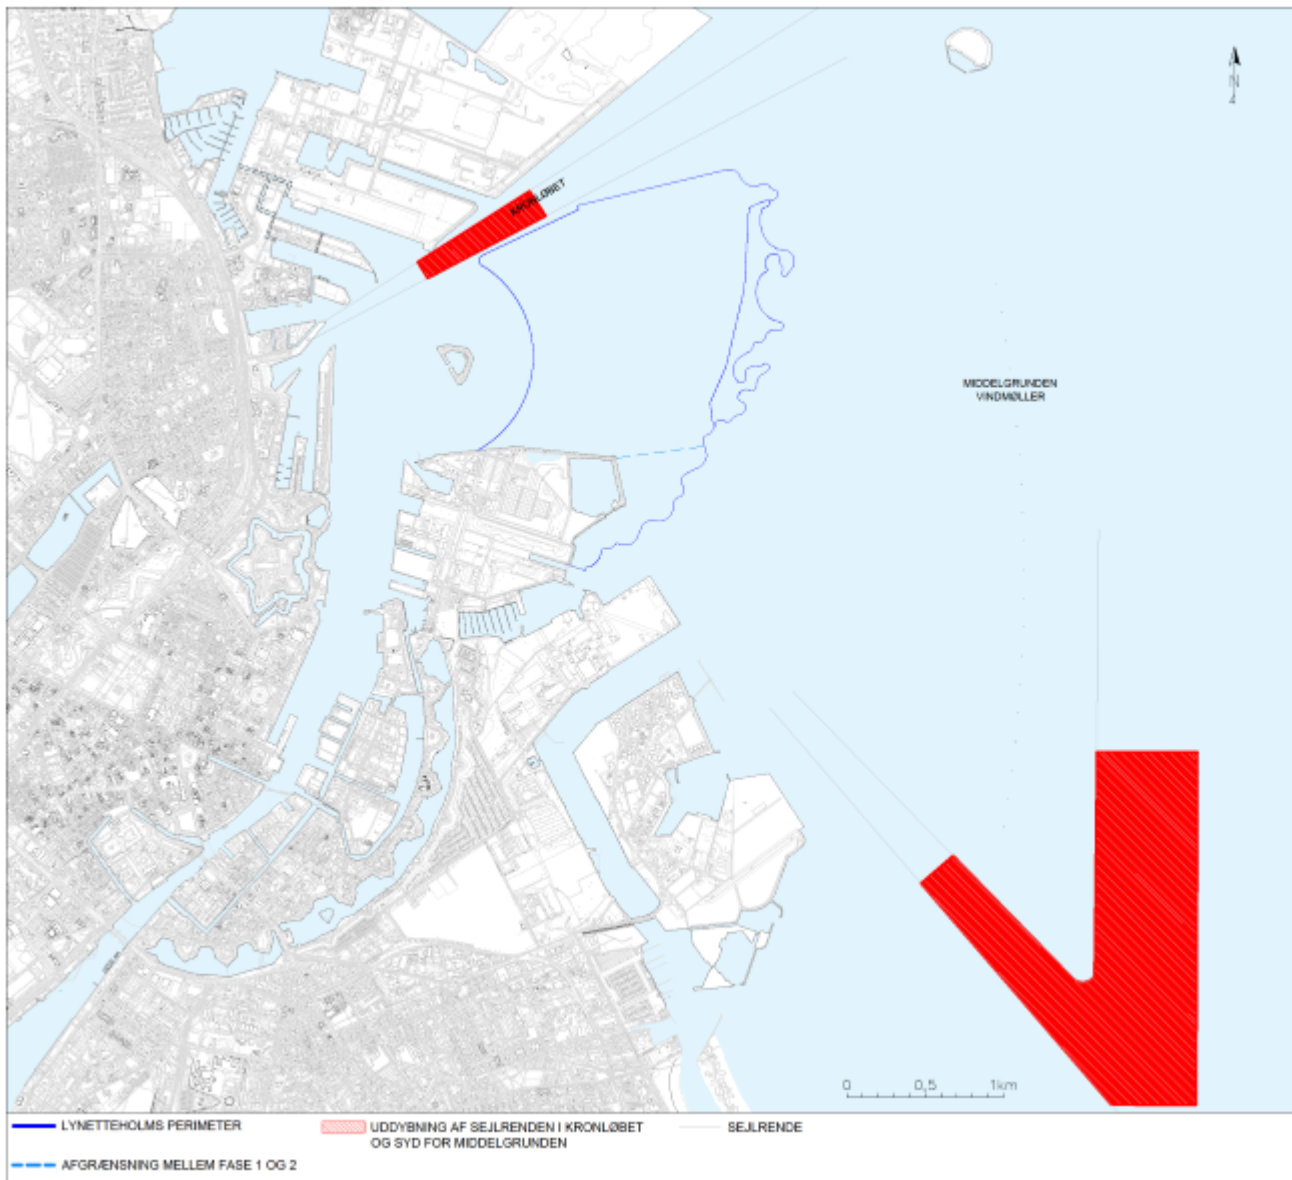 N
KRONLØBET
MIDDELGRUNDEN
VINDMØLLER
0 0,5 1km
LYNETTEHOLMS PERIMETER
UDDYBNING AF SEJLRENDEN I KRONLØBET
OG SYD FOR MIDDELGRUNDEN
SEJLRENDE
AFGRÆNSNING MELLEM FASE 1 OG 2